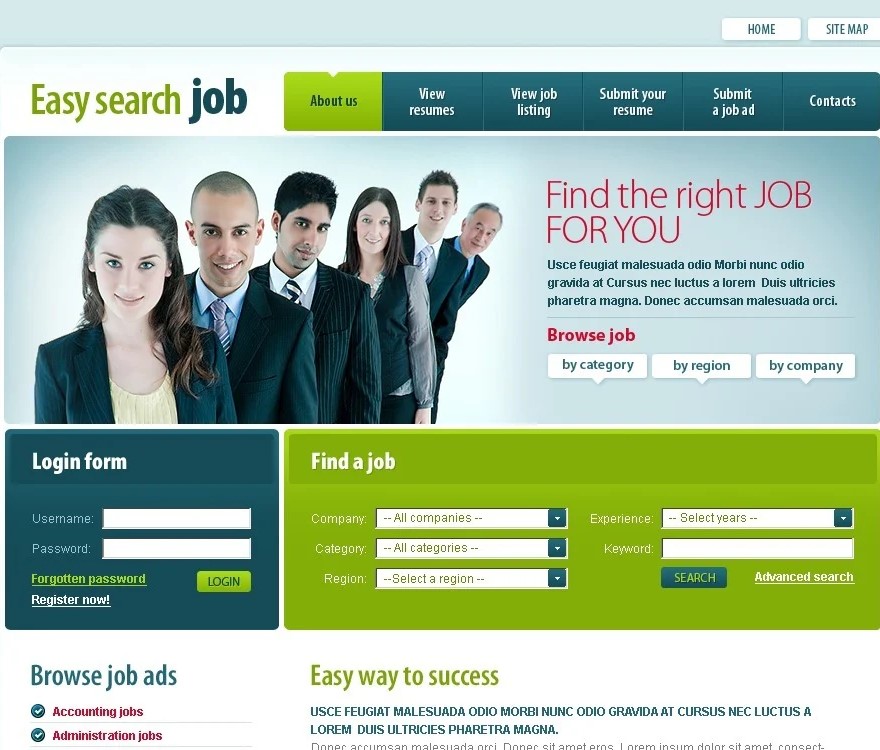 HOME
SITE MAP
Easy search job
About us
View
resumes
View job
listing
Submit your
resume
Submit
a job ad
Contacts
Find the right JOB
FOR YOU
Usce feugiat malesuada odio Morbi nunc odio
gravida at Cursus nec luctus a lorem Duis ultricies
pharetra magna. Donec accumsan malesuada orci.
Browse job
by category
by region
by company
Login form
Username:
Password:
Forgotten password
LOGIN
Register now!
Find a job
Company: -- All companies --
Experience: -- Select years --
Category: -- All categories --
Keyword:
Region: --Select a region --
SEARCH
Advanced search
Browse job ads
Accounting jobs
Administration jobs
Easy way to success
USCE FEUGIAT MALESUADA ODIO MORBI NUNC ODIO GRAVIDA AT CURSUS NEC LUCTUS A
LOREM DUIS ULTRICIES PHARETRA MAGNA.
Donec accumsan malesuada orci. Donec sit amet eros. Lorem ipsum dolor sit amet, consect-